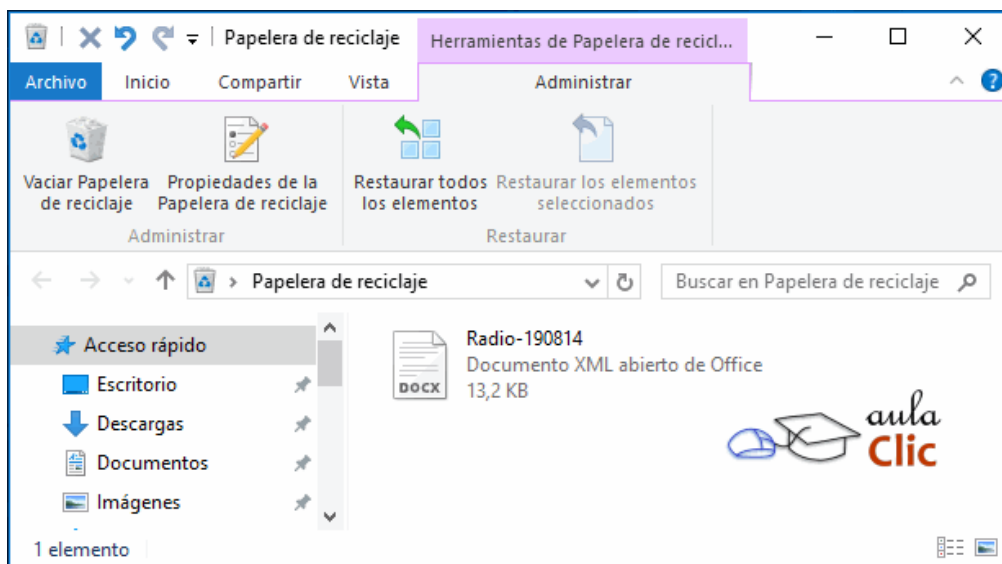 Papelera de reciclaje
Herramientas de Papelera de recicl...
Archivo Inicio Compartir Vista Administrar
?
Vaciar Papelera de reciclaje
Propiedades de la Papelera de reciclaje
Restaurar todos los elementos
Restaurar los elementos seleccionados
Administrar
Restaurar
Papelera de reciclaje
Buscar en Papelera de reciclaje
Acceso rápido
Escritorio
Descargas
Documentos
Imágenes
Radio-190814
Documento XML abierto de Office
DOCX
13,2 KB
aula
Clic
1 elemento